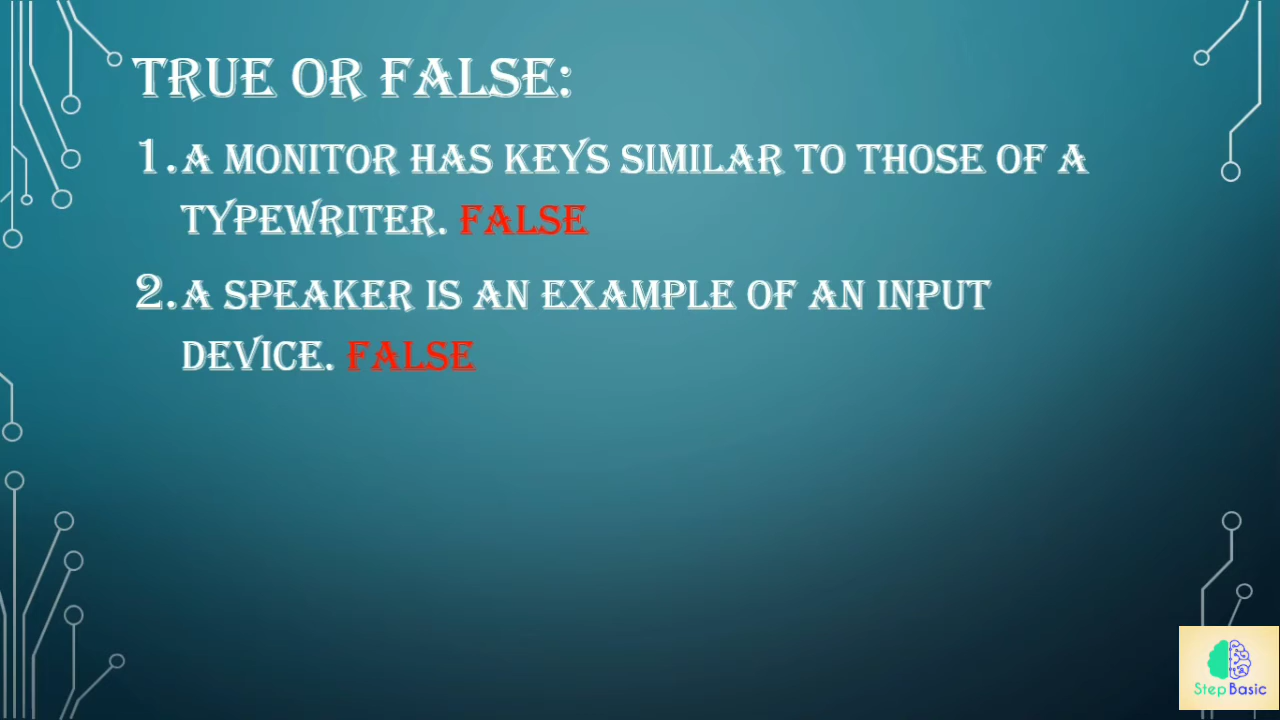 TRUE OR FALSE:
1. A MONITOR HAS KEYS SIMILAR TO THOSE OF A
TYPEWRITER. FALSE
2. A SPEAKER IS AN EXAMPLE OF AN INPUT
DEVICE. FALSE
Step Basic